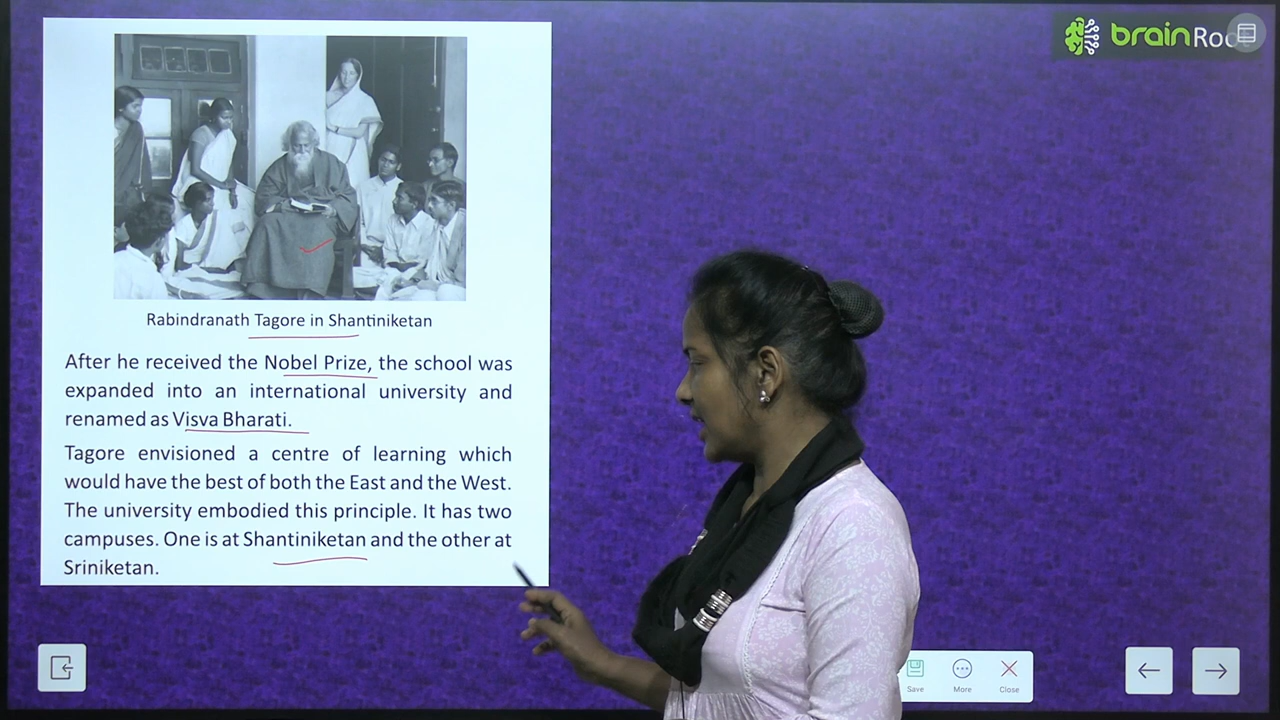 brainRoot
Rabindranath Tagore in Shantiniketan
After he received the Nobel Prize, the school was
expanded into an international university and
renamed as Visva Bharati.
Tagore envisioned a centre of learning which
would have the best of both the East and the West.
The university embodied this principle. It has two
campuses. One is at Shantiniketan and the other at
Sriniketan.
Save More Close